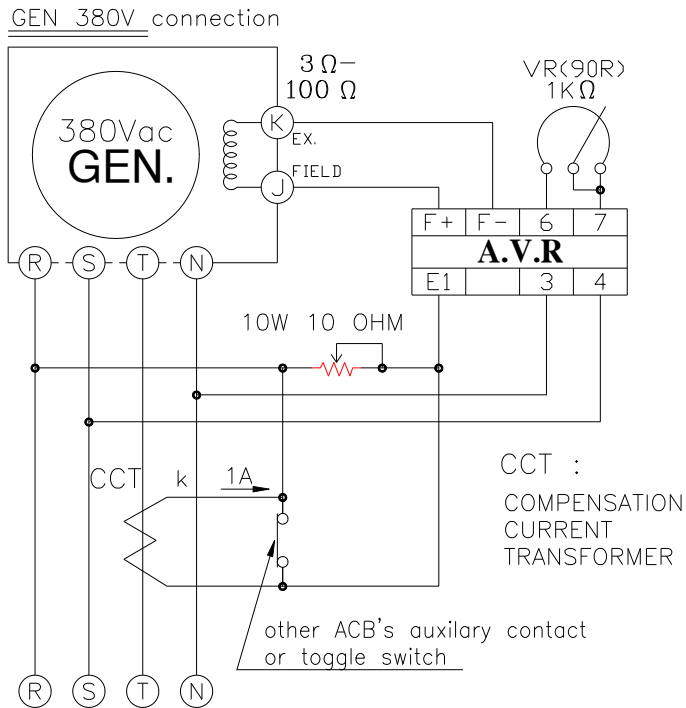 GEN 380V connection
3Ω-
100 Ω
VR(90R)
1KΩ
380Vac
GEN.
K
EX.
FIELD
J
F+ F- 6 7
A.V.R
E1 3 4
R S T N
10W 10 OHM
CCT k 1A
CCT :
COMPENSATION
CURRENT
TRANSFORMER
other ACB's auxilary contact
or toggle switch
R S T N